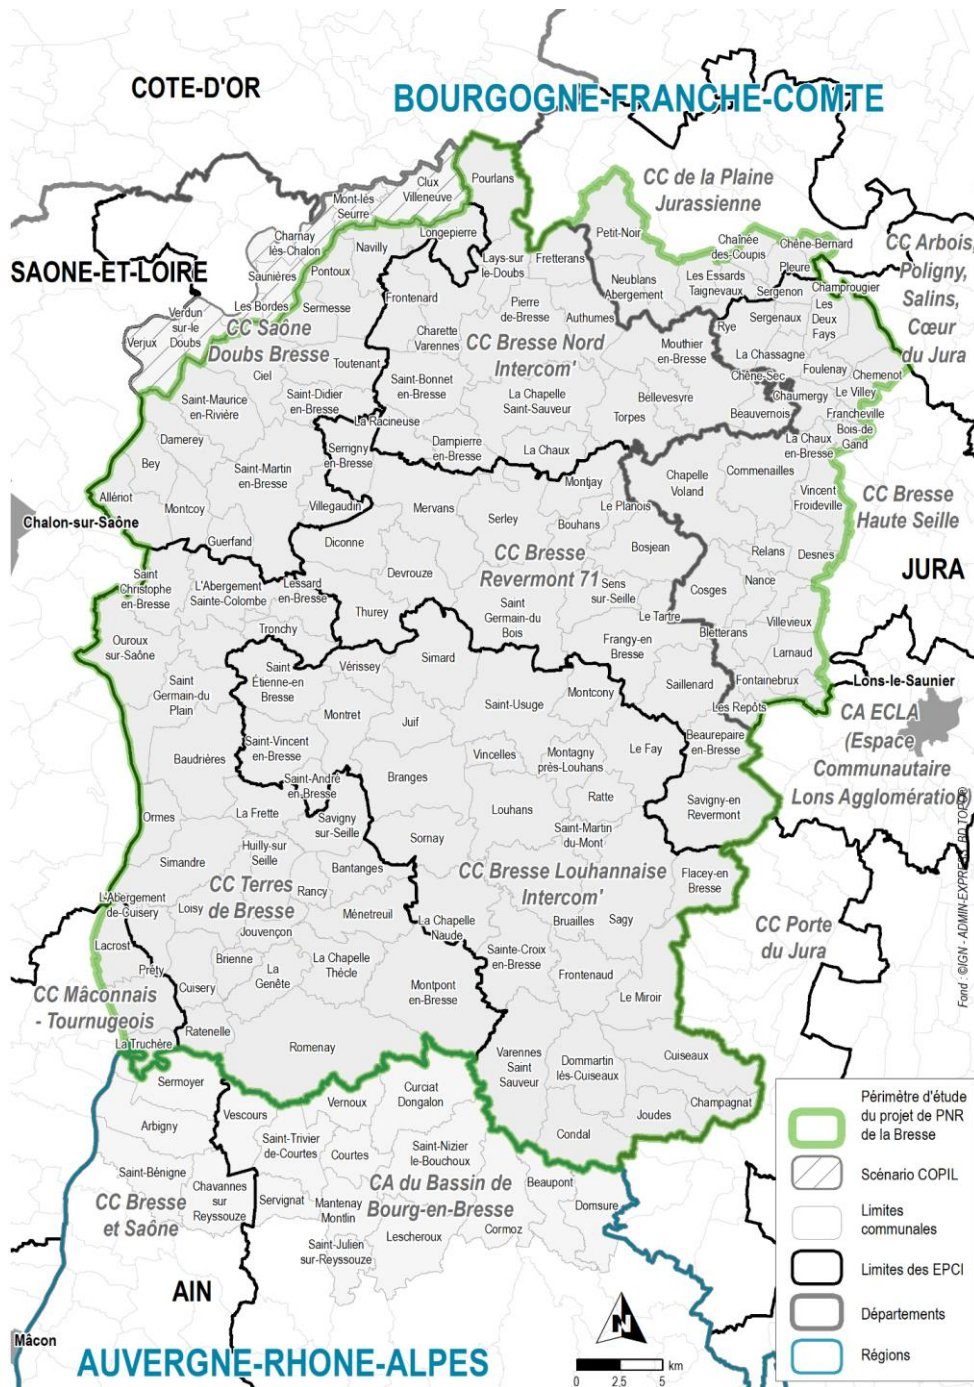 COTE-D'OR
BOURGOGNE-FRANCHE-COMTE
Pourlans
CC de la Plaine
Jurassienne
Clux
Villeneuve
Mont-lès
Seurre
Longepierre
Navilly
Charnay
lès-Chalon
Petit-Noir
Chaînée
des-Coupis
Chêne-Bernard
CC Arbois,
Poligny,
Salins,
Cœur
du Jura
SAONE-ET-LOIRE
Saunières
Pontoux
Lays-sur
le-Doubs
Fretterans
Neublans
Abergement
Les Essards
Taignevaux
Pleure
Sergenon
Champrougier
Les Bordes
Sermesse
Frontenard
Pierre
de-Bresse
Authumes
Sergenaux
Les
Deux
Fays
Verdun
sur-le
Doubs
Verjux
CC Saône
Doubs Bresse
Charette
Varennes
CC Bresse Nord
Intercom'
Mouthier
en-Bresse
Rye
La Chassagne
Foulenay
Chemenot
Toutenant
Ciel
Saint-Maurice
en-Rivière
Saint-Didier
en-Bresse
Saint-Bonnet
en-Bresse
La Chapelle
Saint-Sauveur
Bellevesvre
Chêne-Sec
Chaumergy
Le Villey
Beauvernois
Francheville
Bois-de
Gand
Torpes
La Racineuse
Damerey
Serrigny
en-Bresse
Dampierre
en-Bresse
La Chaux
La Chaux
en-Bresse
Bey
Saint-Martin
en-Bresse
Montjay
Chapelle
Voland
Commenailles
Vincent
Froideville
CC Bresse
Haute Seille
Allériot
Montcoy
Villegaudin
Mervans
Serley
Le Planois
Bouhans
Chalon-sur-Saône
Guerfand
Diconne
CC Bresse
Revermont 71
Bosjean
Relans
Desnes
JURA
Saint
Christophe
en-Bresse
L'Abergement
Sainte-Colombe
Lessard
en-Bresse
Devrouze
Sens
sur-Seille
Nance
Cosges
Thurey
Saint
Germain-du
Bois
Le Tartre
Villevieux
Ouroux
sur-Saône
Tronchy
Frangy-en
Bresse
Bletterans
Larnaud
Saint
Étienne-en
Bresse
Vérissey
Simard
Saillenard
Fontainebrux
Lons-le-Saunier
Saint
Germain-du
Plain
Montret
Juif
Saint-Usuge
Montcony
Les Repôts
CA ECLA
(Espace
Communautaire
Lons Agglomération)
Baudrières
Saint-Vincent
en-Bresse
Vincelles
Montagny
près-Louhans
Le Fay
Beaurepaire
en-Bresse
Saint-André
en-Bresse
Branges
Ratte
Savigny-en
Revermont
Ormes
La Frette
Savigny
sur-Seille
Louhans
Saint-Martin
du-Mont
Simandre
Huilly-sur
Seille
Sornay
Bantanges
CC Bresse Louhannaise
Intercom'
Flacey-en
Bresse
L'Abergement
de-Cuisery
Loisy
CC Terres
de Bresse
Rancy
Jouvençon
Ménetreuil
La Chapelle
Naude
Bruailles
Sagy
CC Porte
du Jura
Lacrost
Préty
Brienne
La
Genête
La Chapelle
Thècle
Sainte-Croix
en-Bresse
Frontenaud
CC Mâconnais
- Tournugeois
Cuisery
Montpont
en-Bresse
Le Miroir
Ratenelle
La Truchère
Romenay
Varennes
Saint
Sauveur
Dommartin
lès-Cuiseaux
Cuiseaux
Champagnat
Joudes
Condal
Sermoyer
Arbigny
Vescours
Vernoux
Curciat
Dongalon
Saint-Trivier
de-Courtes
Courtes
Saint-Nizier
le-Bouchoux
Saint-Bénigne
CC Bresse
et Saône
Chavannes
sur
Reyssouze
Servignat
Mantenay
Montlin
CA du Bassin de
Bourg-en-Bresse
Beaupont
Domsure
Cormoz
Lescheroux
Saint-Julien
sur-Reyssouze
AIN
Mâcon
AUVERGNE-RHONE-ALPES
N
0 2.5 5 km
Périmètre d'étude
du projet de PNR
de la Bresse
Scénario COPIL
Limites
communales
Limites des EPCI
Départements
Régions
Fond : ©IGN - ADMIN-EXPRESS, BD TOPO®